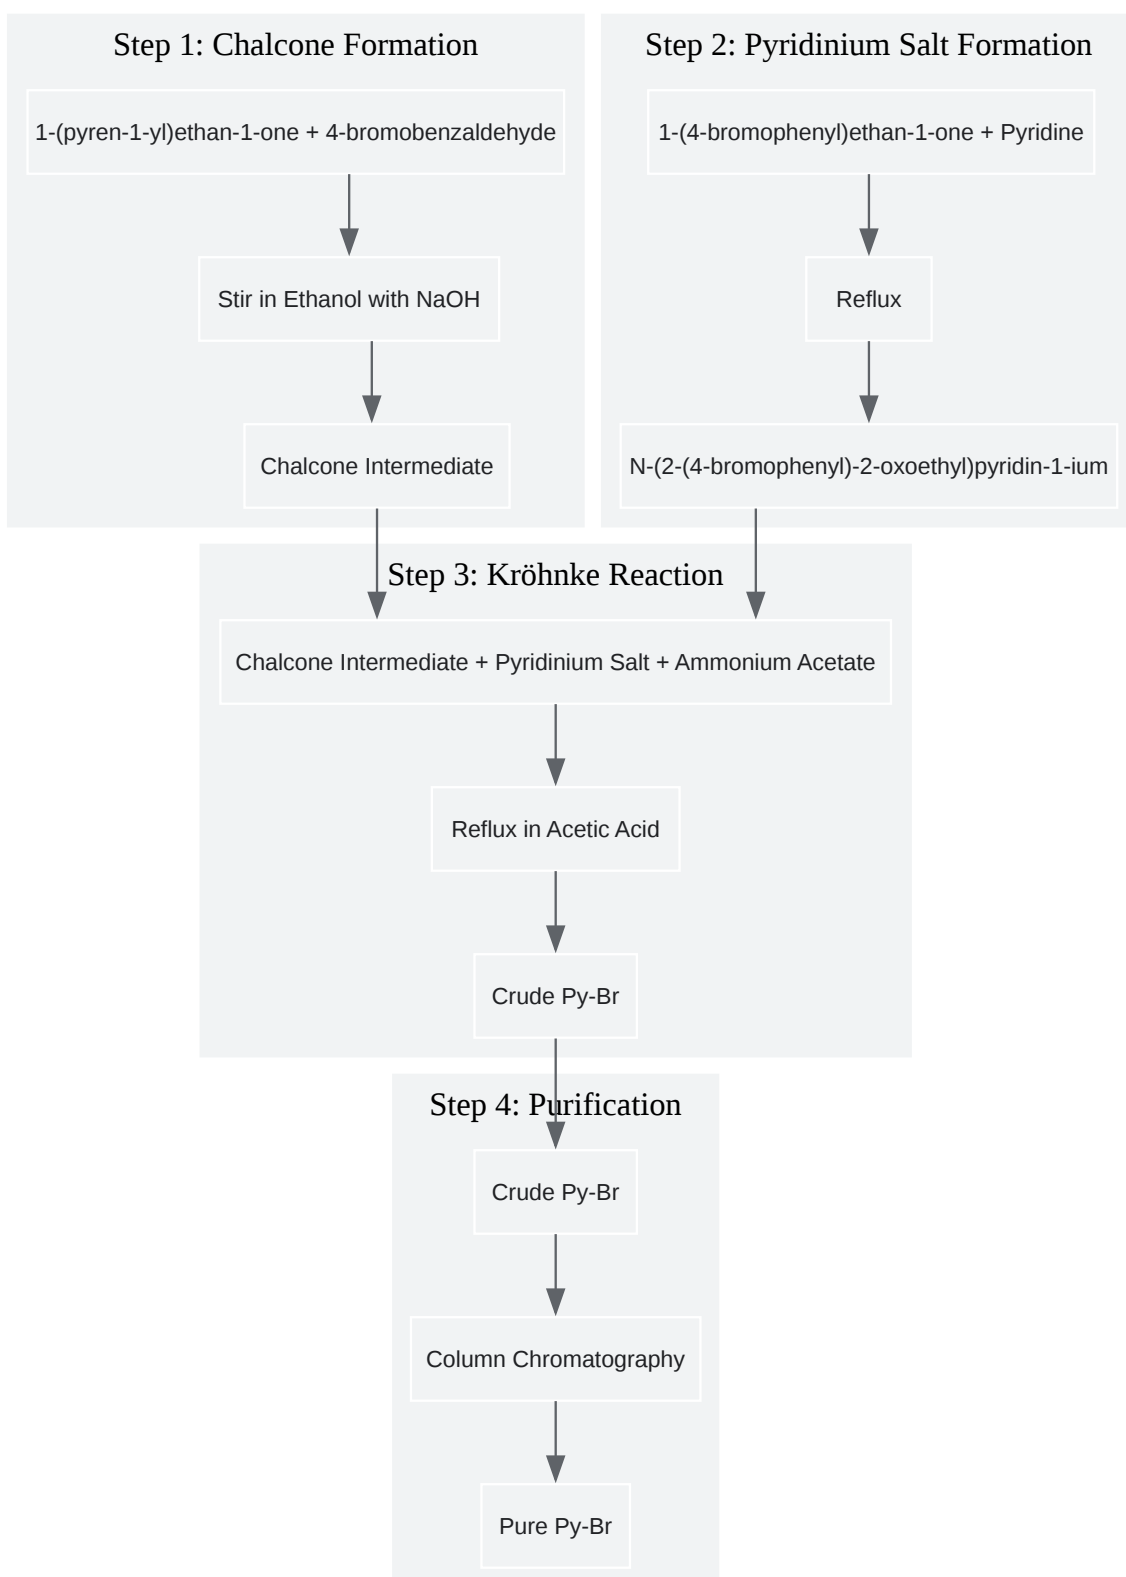 Step 1: Chalcone Formation
1-(pyren-1-yl)ethan-1-one + 4-bromobenzaldehyde
Stir in Ethanol with NaOH
Chalcone Intermediate
Step 2: Pyridinium Salt Formation
1-(4-bromophenyl)ethan-1-one + Pyridine
Reflux
N-(2-(4-bromophenyl)-2-oxoethyl)pyridin-1-ium
Step 3: Kröhnke Reaction
Chalcone Intermediate + Pyridinium Salt + Ammonium Acetate
Reflux in Acetic Acid
Crude Py-Br
Step 4: Purification
Crude Py-Br
Column Chromatography
Pure Py-Br